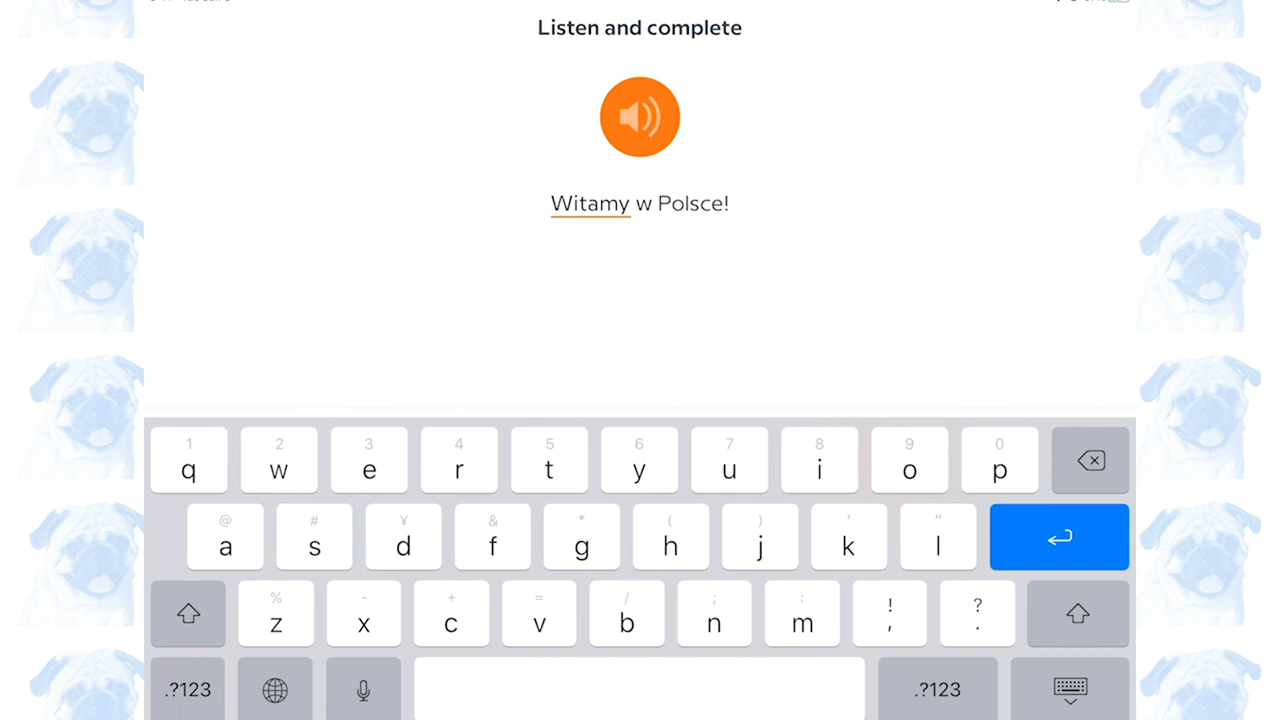 Listen and complete
Witamy w Polsce!
1 2 3 4 5 6 7 8 9 0
q w e r t y u i o p
@ # ¥ & * ( ) ' "
a s d f g h j k l
% - + = / ; : ! ?
z x c v b n m , .
.?123 .?123